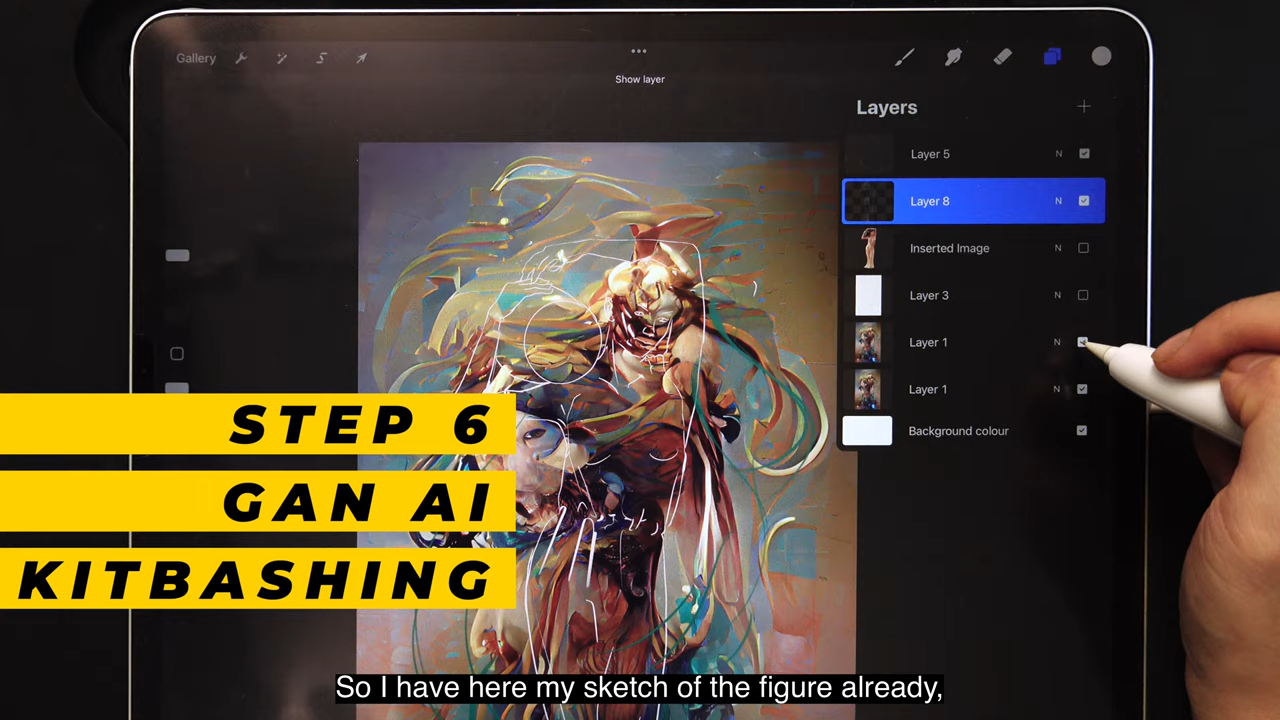 Gallery
Show layer
Layers
Layer 5 N
Layer 8 N
Inserted Image N
Layer 3 N
Layer 1 N
Layer 1 N
Background colour
STEP 6
GAN AI
KITBASHING
So I have here my sketch of the figure already,